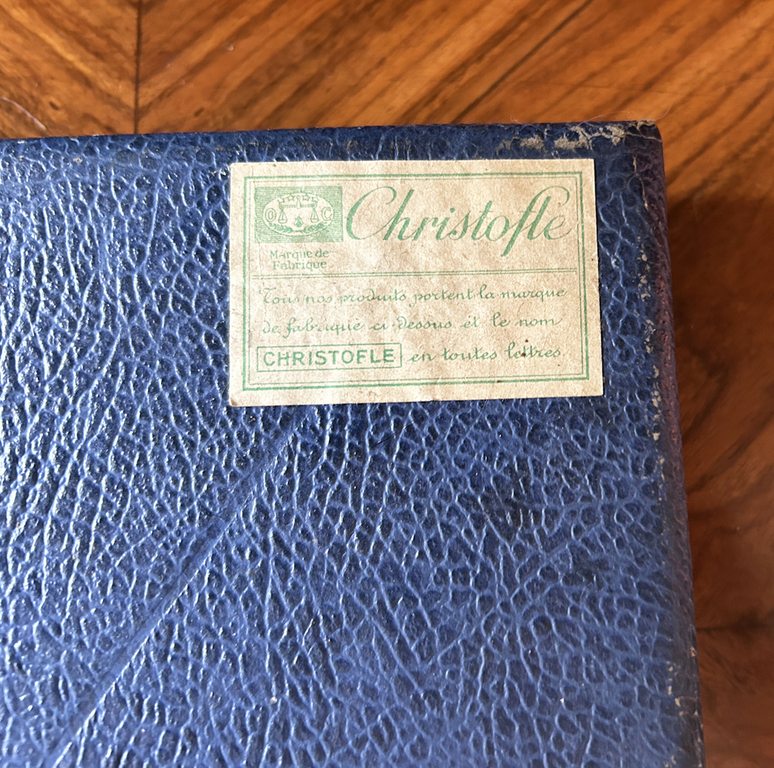 Christofle
O C
Marque de
Fabrique
Tous nos produits portent la marque
de fabrique ci-dessus et le nom
CHRISTOFLE en toutes lettres.